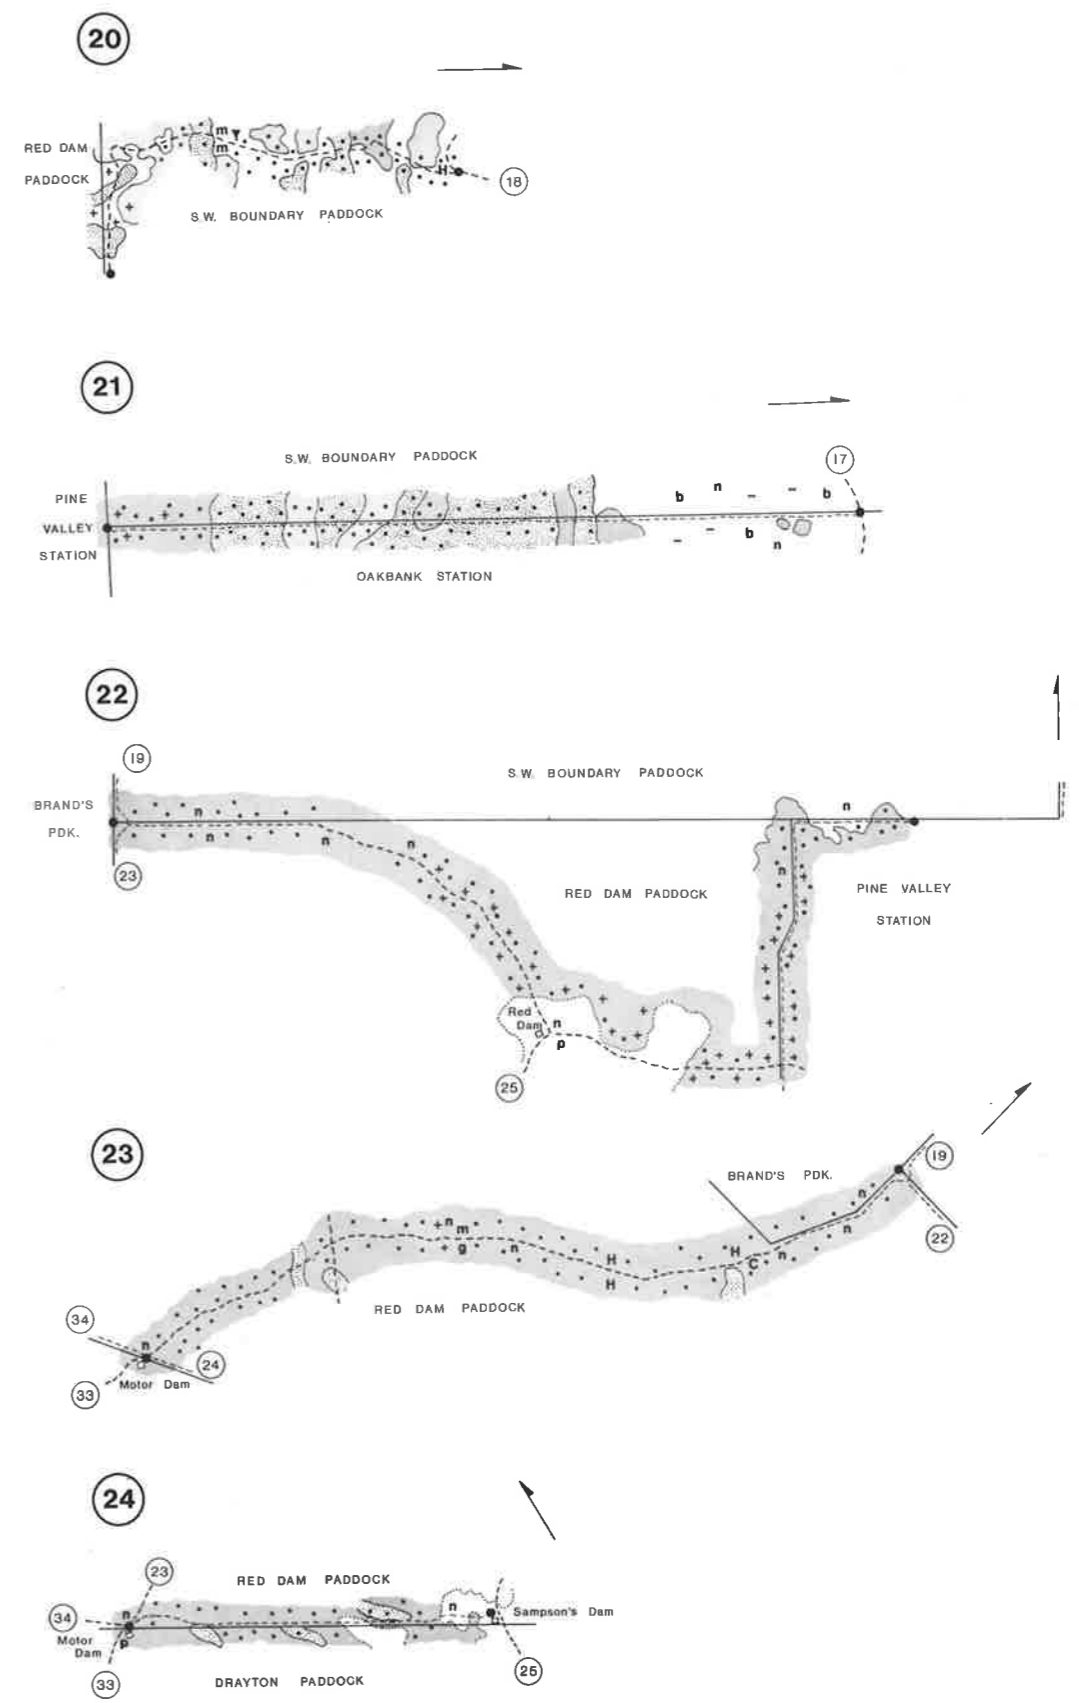 20
RED DAM
PADDOCK
m
m
H
18
S.W. BOUNDARY PADDOCK
21
S.W. BOUNDARY PADDOCK
17
PINE
VALLEY
STATION
b n b
b
n
OAKBANK STATION
22
19
S.W. BOUNDARY PADDOCK
BRAND'S
PDK.
n
n
n
n
n
23
n
RED DAM PADDOCK
PINE VALLEY
STATION
Red
Dam
n
p
25
23
BRAND'S PDK.
19
n
n
22
n
m
g
n
H
H
H
C
n
RED DAM PADDOCK
34
n
24
33
Motor Dam
24
23
RED DAM PADDOCK
34
n
n
Sampson's Dam
Motor
Dam
p
33
25
DRAYTON PADDOCK